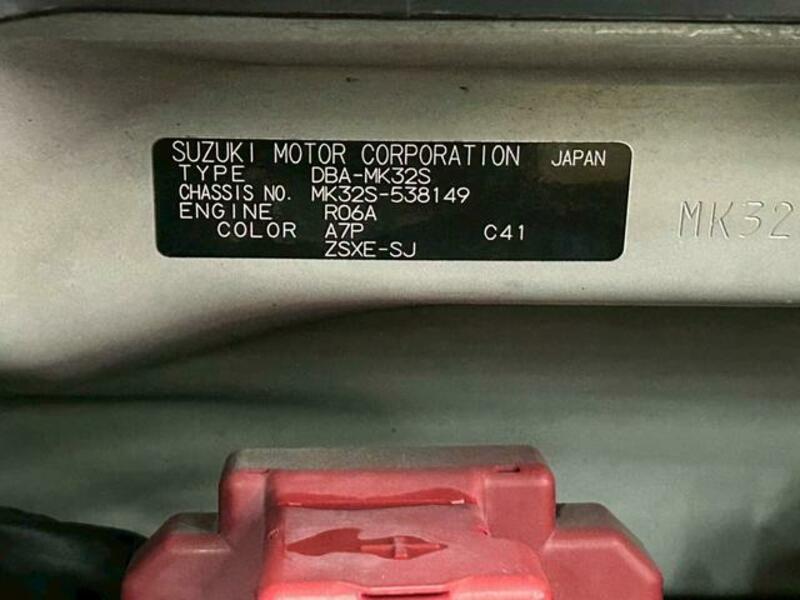 SUZUKI MOTOR CORPORATION JAPAN
TYPE DBA-MK32S
CHASSIS NO. MK32S-538149
ENGINE R06A
COLOR A7P C41
ZSXE-SJ
MK32